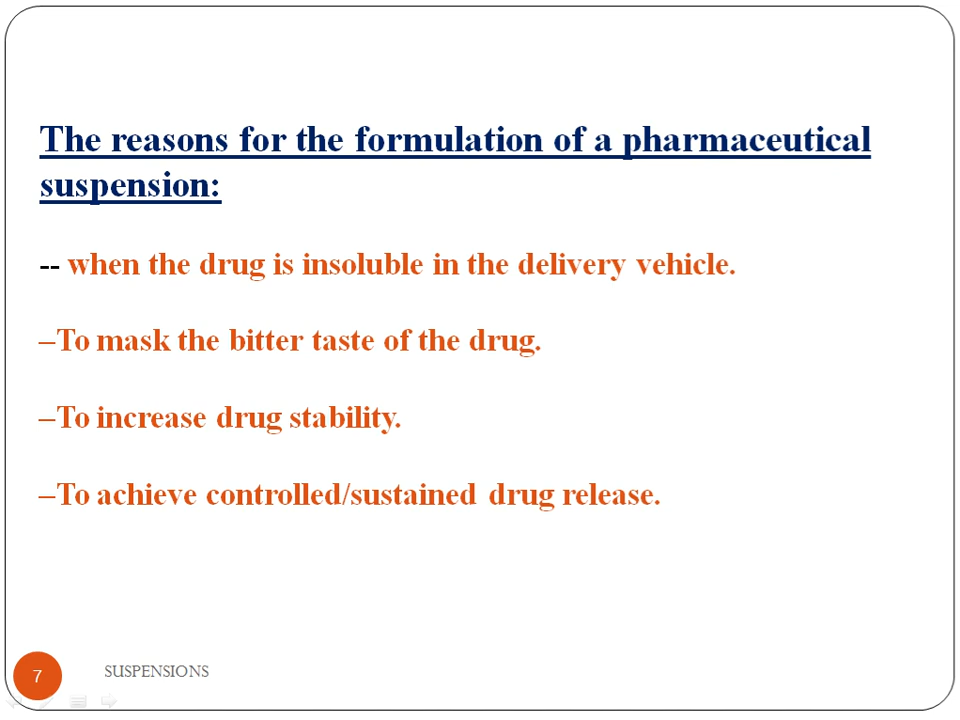 The reasons for the formulation of a pharmaceutical
suspension:
-- when the drug is insoluble in the delivery vehicle.
–To mask the bitter taste of the drug.
–To increase drug stability.
–To achieve controlled/sustained drug release.
7 SUSPENSIONS